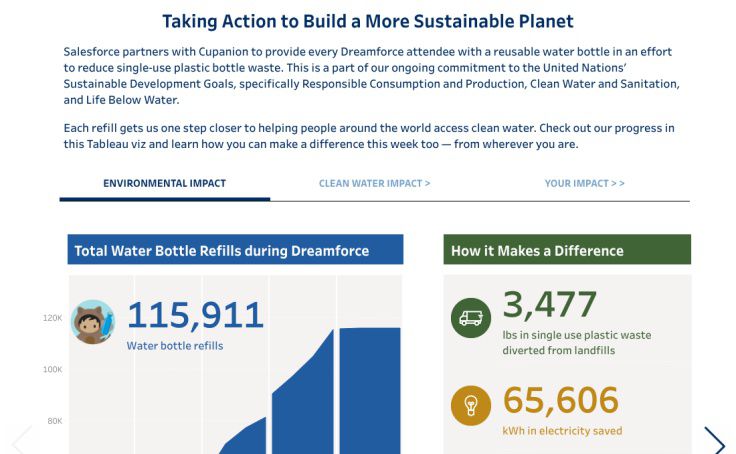 Taking Action to Build a More Sustainable Planet
Salesforce partners with Cupanion to provide every Dreamforce attendee with a reusable water bottle in an effort
to reduce single-use plastic bottle waste. This is a part of our ongoing commitment to the United Nations’
Sustainable Development Goals, specifically Responsible Consumption and Production, Clean Water and Sanitation,
and Life Below Water.
Each refill gets us one step closer to helping people around the world access clean water. Check out our progress in
this Tableau viz and learn how you can make a difference this week too — from wherever you are.
ENVIRONMENTAL IMPACT
CLEAN WATER IMPACT >
YOUR IMPACT > >
Total Water Bottle Refills during Dreamforce
120K
115,911
Water bottle refills
100K
80K
How it Makes a Difference
3,477
lbs in single use plastic waste
diverted from landfills
65,606
kWh in electricity saved